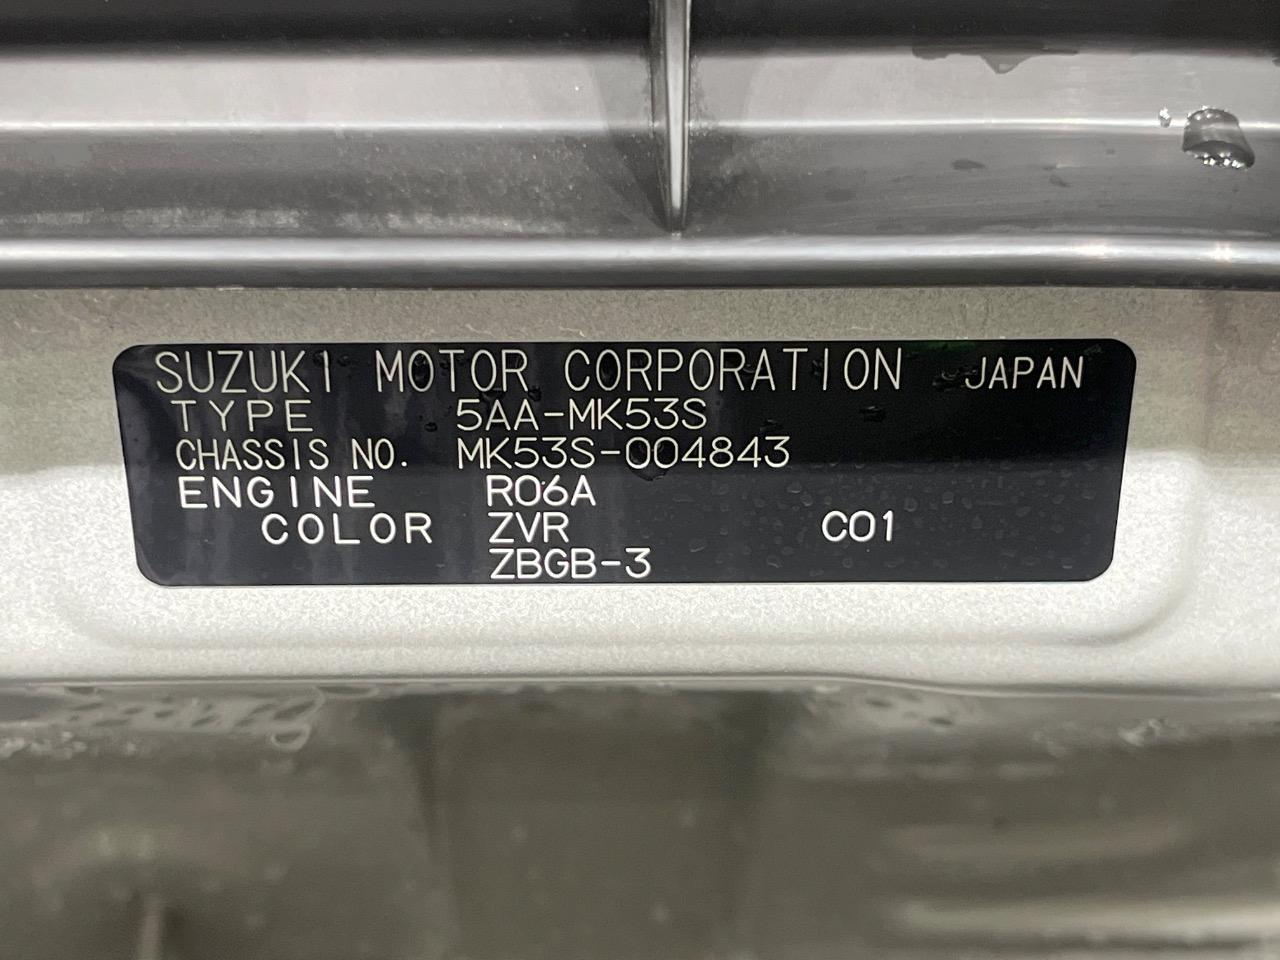 SUZUKI MOTOR CORPORATION JAPAN
TYPE 5AA-MK53S
CHASSIS NO. MK53S-004843
ENGINE R06A
COLOR ZVR C01
ZBGB-3